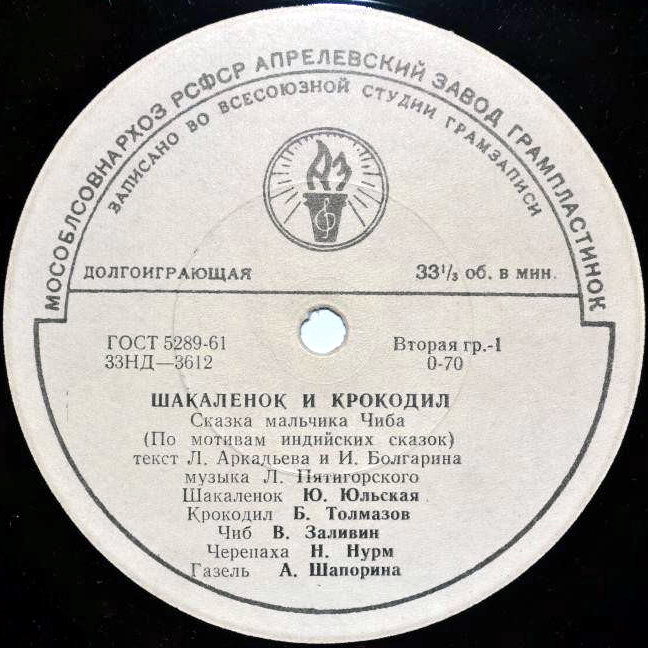 МОСОБЛСОВНАРХОЗ РСФСР АПРЕЛЕВСКИЙ ЗАВОД ГРАМПЛАСТИНОК
ЗАПИСАНО ВО ВСЕСОЮЗНОЙ СТУДИИ ГРАМЗАПИСИ
АЗ
ДОЛГОИГРАЮЩАЯ 33⅓ об. в мин.
ГОСТ 5289-61 Вторая гр.-1
33НД—3612 0-70
ШАКАЛЕНОК И КРОКОДИЛ
Сказка мальчика Чиба
(По мотивам индийских сказок)
текст Л. Аркадьева и И. Болгарина
музыка Л. Пятигорского
Шакаленок Ю. Юльская
Крокодил Б. Толмазов
Чиб В. Заливин
Черепаха Н. Нурм
Газель А. Шапорина